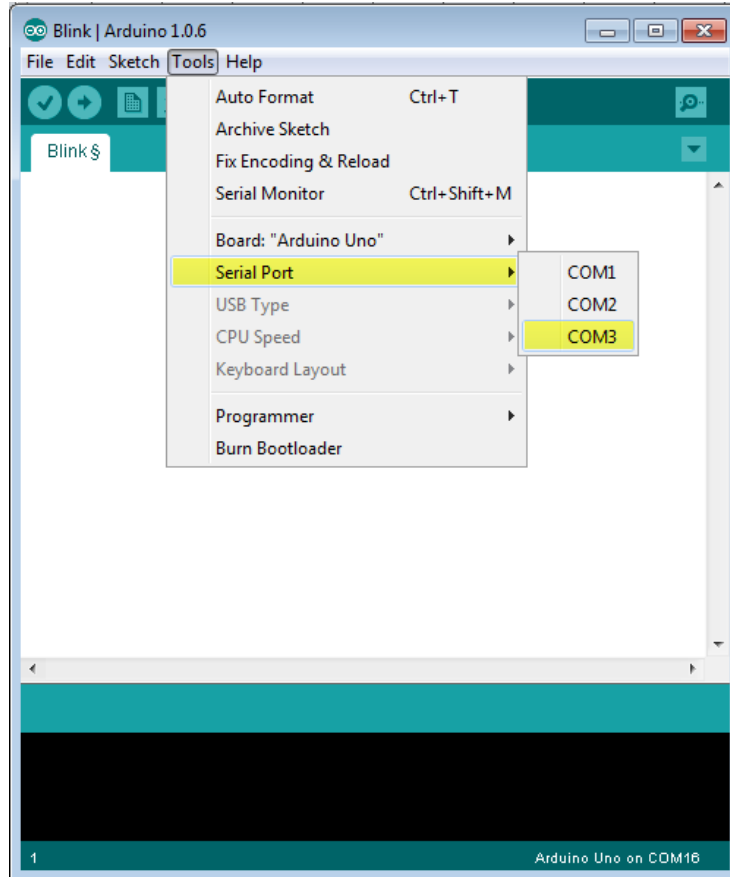 Blink | Arduino 1.0.6
File Edit Sketch Tools Help
Auto Format Ctrl+T
Archive Sketch
Blink §
Fix Encoding & Reload
Serial Monitor Ctrl+Shift+M
Board: "Arduino Uno"
Serial Port
COM1
USB Type
COM2
CPU Speed
COM3
Keyboard Layout
Programmer
Burn Bootloader
1 Arduino Uno on COM16